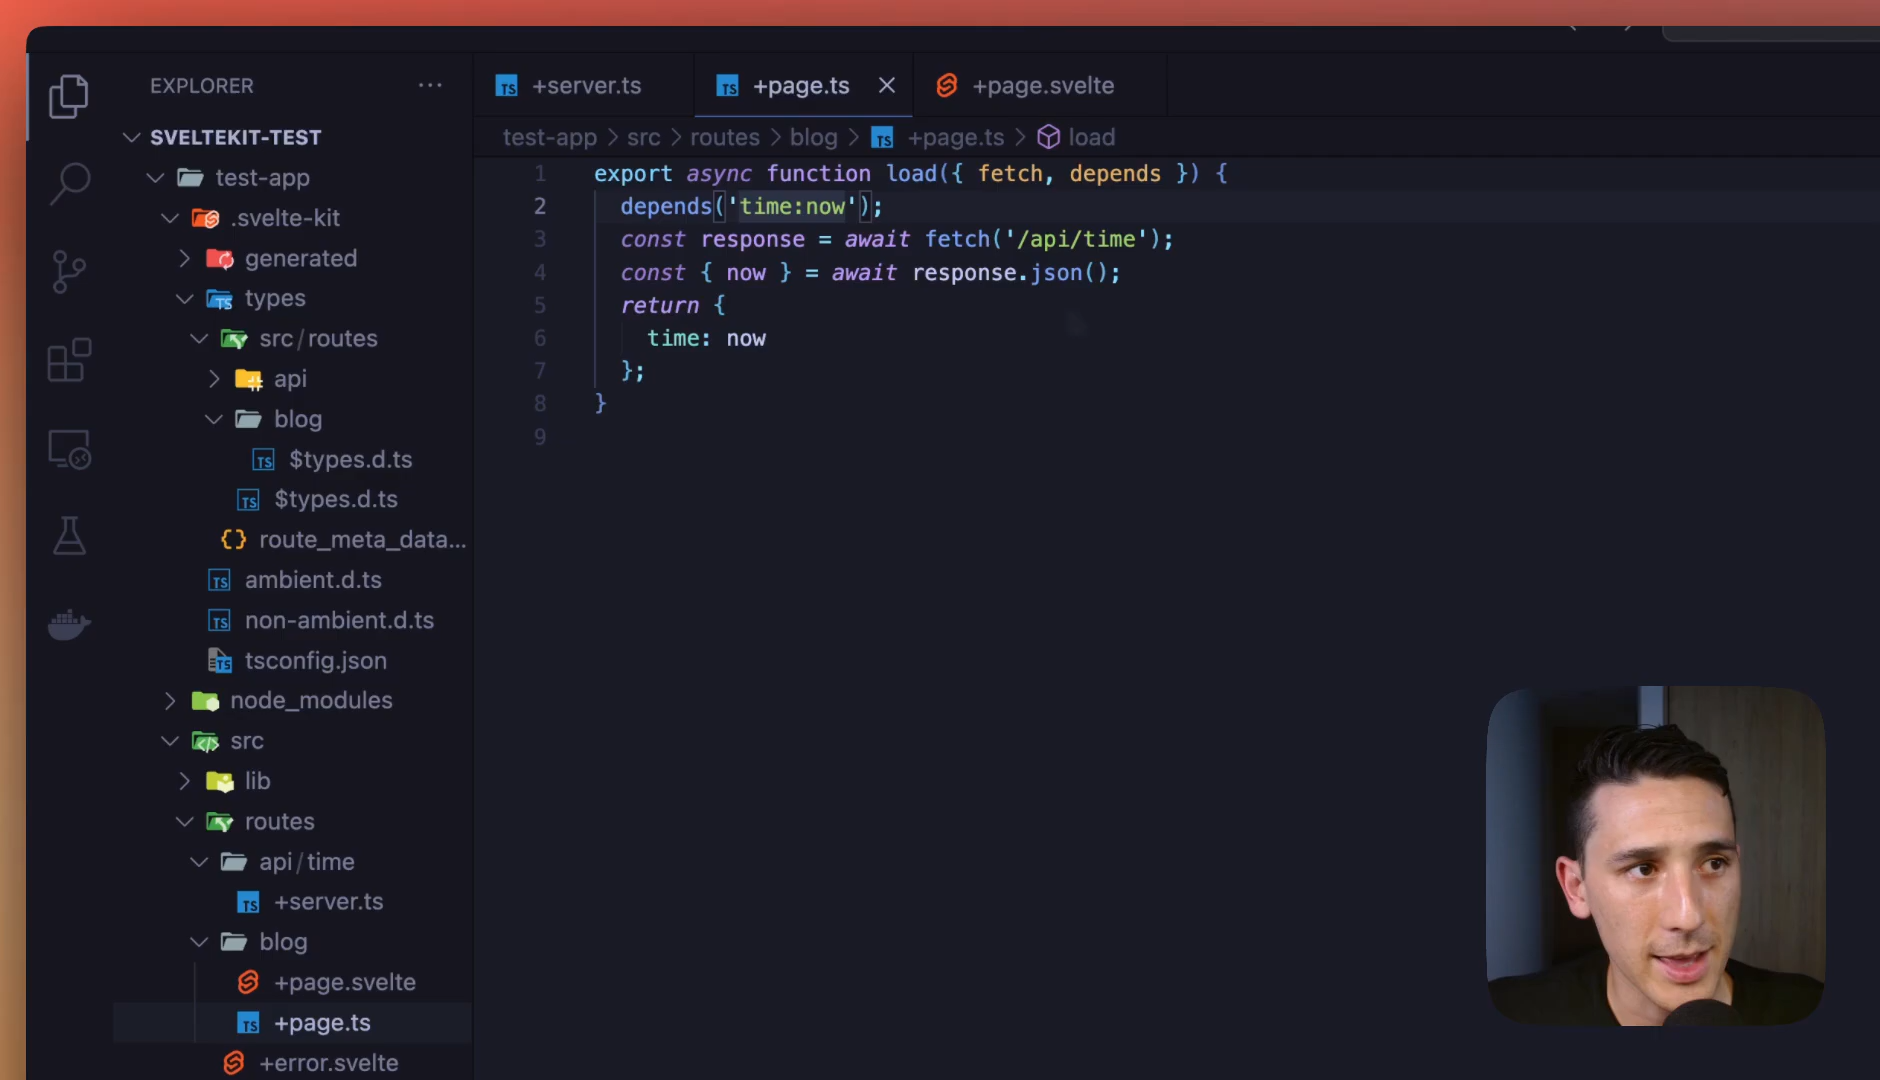 EXPLORER
SVELTEKIT-TEST
test-app
.svelte-kit
generated
types
src/routes
api
blog
$types.d.ts
$types.d.ts
route_meta_data...
ambient.d.ts
non-ambient.d.ts
tsconfig.json
node_modules
src
lib
routes
api/time
+server.ts
blog
+page.svelte
+page.ts
+error.svelte
+server.ts
+page.ts
+page.svelte
test-app > src > routes > blog > TS +page.ts > load
1 export async function load({ fetch, depends }) {
2 depends('time:now');
3 const response = await fetch('/api/time');
4 const { now } = await response.json();
5 return {
6 time: now
7 };
8 }
9